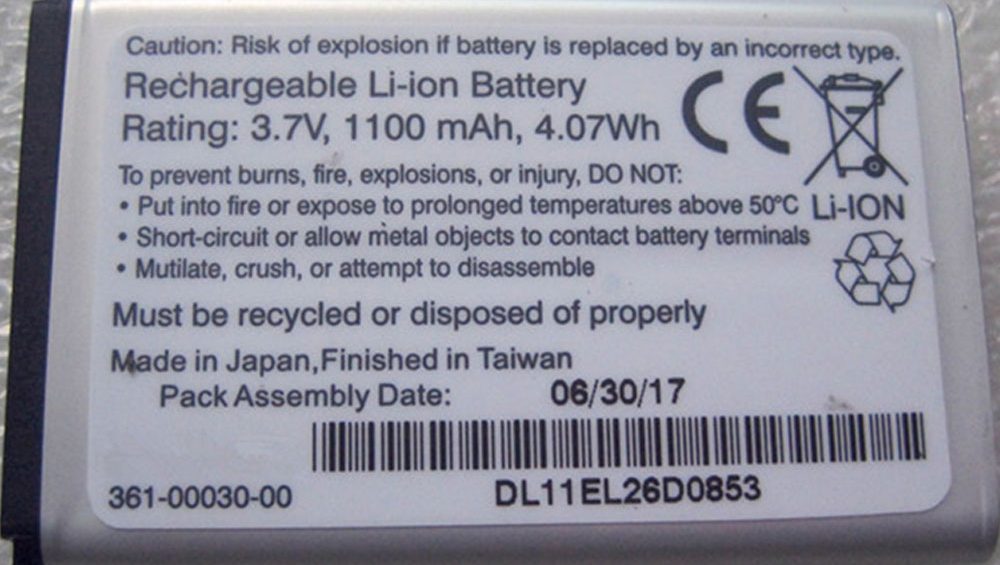 Caution: Risk of explosion if battery is replaced by an incorrect type.
Rechargeable Li-ion Battery
Rating: 3.7V, 1100 mAh, 4.07Wh
CE
To prevent burns, fire, explosions, or injury, DO NOT:
• Put into fire or expose to prolonged temperatures above 50°C
Li-ION
• Short-circuit or allow metal objects to contact battery terminals
• Mutilate, crush, or attempt to disassemble
Must be recycled or disposed of properly
Made in Japan,Finished in Taiwan
Pack Assembly Date: 06/30/17
361-00030-00
DL11EL26D0853